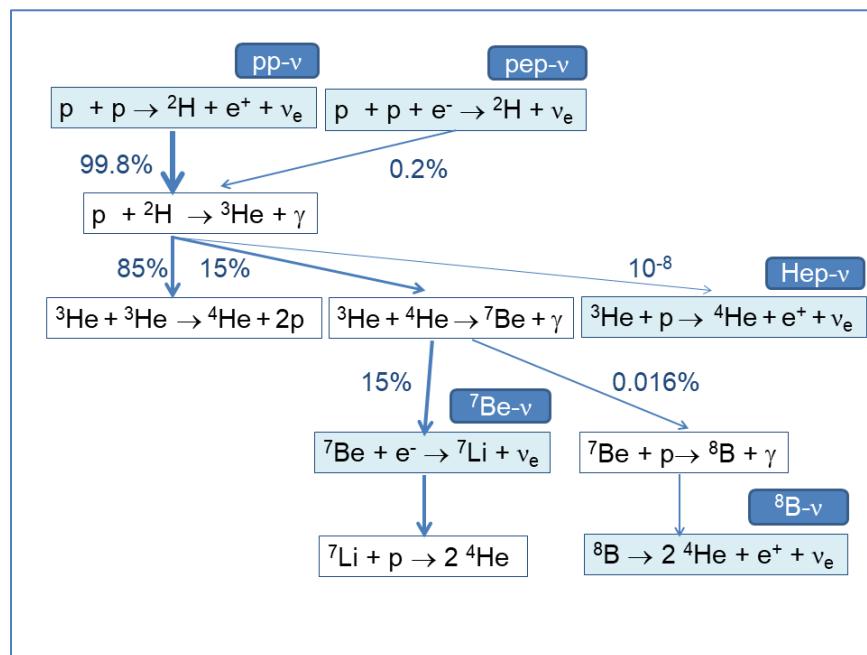 pp-ν pep-ν
p + p → ²H + e⁺ + νₑ p + p + e⁻ → ²H + νₑ
99.8% 0.2%
p + ²H → ³He + γ
85% 15% 10⁻⁸ Hep-ν
³He + ³He → ⁴He + 2p ³He + ⁴He → ⁷Be + γ ³He + p → ⁴He + e⁺ + νₑ
15% ⁷Be-ν 0.016%
⁷Be + e⁻ → ⁷Li + νₑ ⁷Be + p → ⁸B + γ
⁸B-ν
⁷Li + p → 2 ⁴He ⁸B → 2 ⁴He + e⁺ + νₑ